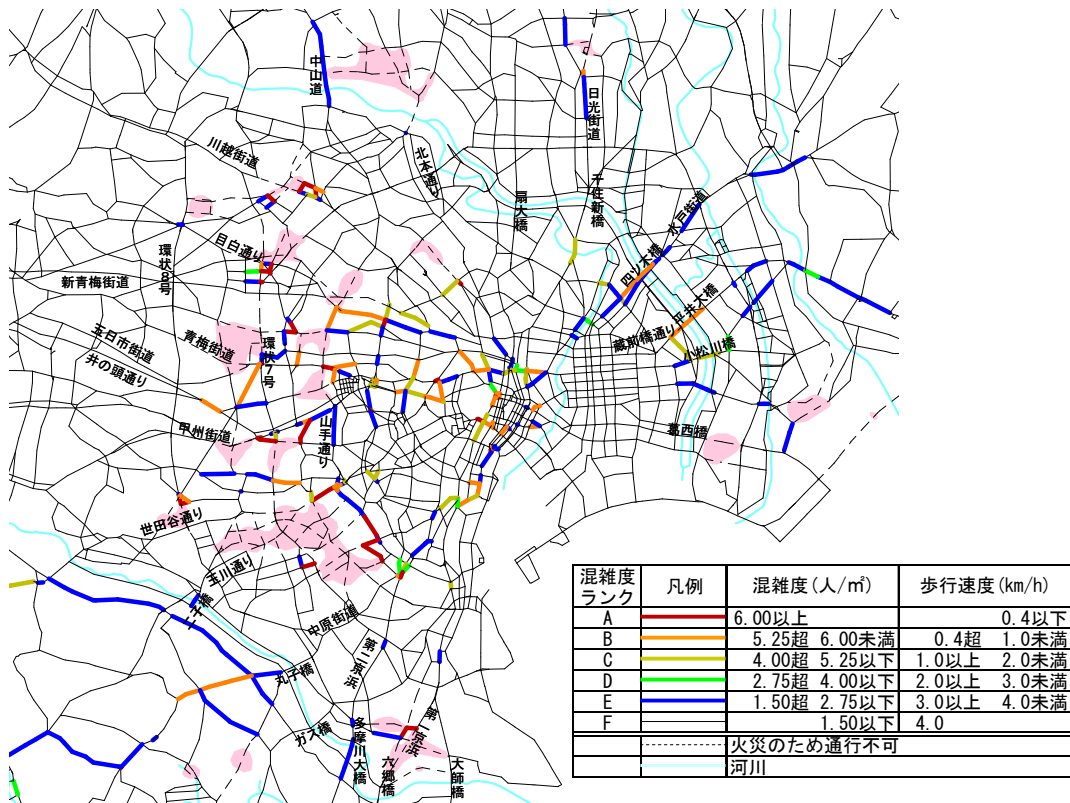 中山道
日光街道
川越街道
北本通り
扇大橋
千住新橋
水戸街道
四ツ木橋
目白通り
環状8号
新青梅街道
平井大橋
蔵前橋通り
小松川橋
五日市街道
青梅街道
環状7号
井の頭通り
甲州街道
山手通り
葛西橋
世田谷通り
玉川通り
二子橋
中原街道
第二京浜
丸子橋
ガス橋
多摩川大橋
六郷橋
第一京浜
大師橋
混雑度ランク 凡例 混雑度(人/㎡) 歩行速度(km/h)
A 6.00以上 0.4以下
B 5.25超 6.00未満 0.4超 1.0未満
C 4.00超 5.25以下 1.0以上 2.0未満
D 2.75超 4.00以下 2.0以上 3.0未満
E 1.50超 2.75以下 3.0以上 4.0未満
F 1.50以下 4.0
火災のため通行不可
河川